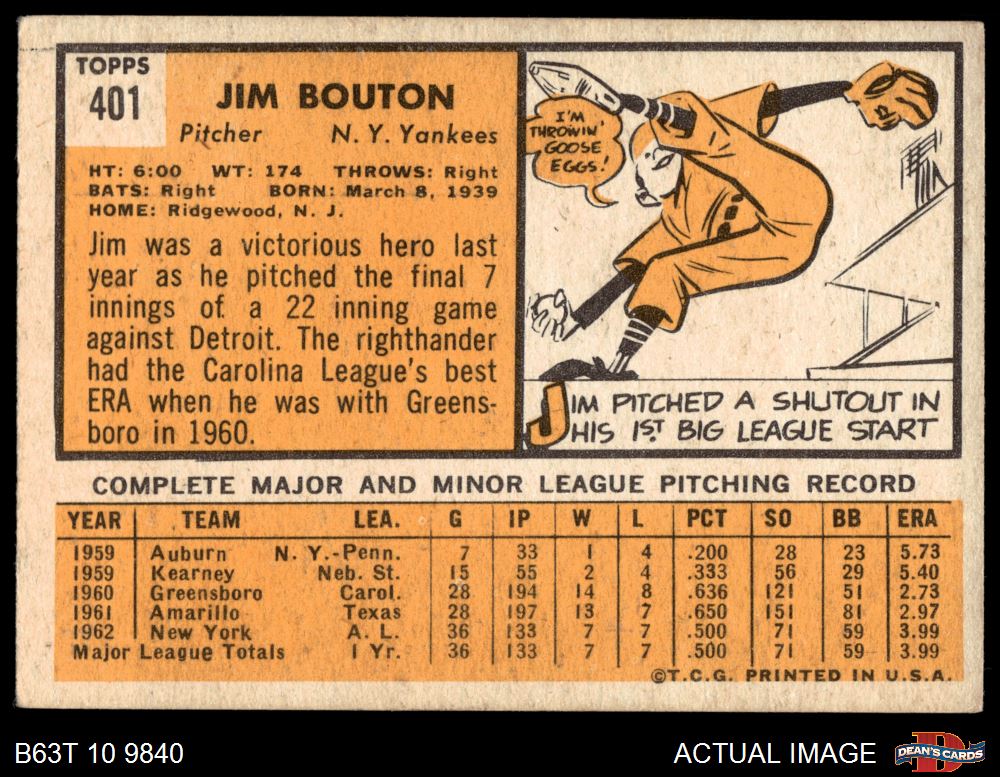 TOPPS
401
JIM BOUTON
Pitcher N. Y. Yankees
HT: 6:00 WT: 174 THROWS: Right
BATS: Right BORN: March 8, 1939
HOME: Ridgewood, N. J.
Jim was a victorious hero last
year as he pitched the final 7
innings of a 22 inning game
against Detroit. The righthander
had the Carolina League's best
ERA when he was with Greens-
boro in 1960.
I'M
THROWIN'
GOOSE
EGGS!
JIM PITCHED A SHUTOUT IN
HIS 1ST BIG LEAGUE START
COMPLETE MAJOR AND MINOR LEAGUE PITCHING RECORD
YEAR TEAM LEA. G IP W L PCT SO BB ERA
1959 Auburn N. Y.-Penn. 7 33 1 4 .200 28 23 5.73
1959 Kearney Neb. St. 15 55 2 4 .333 56 29 5.40
1960 Greensboro Carol. 28 194 14 8 .636 121 51 2.73
1961 Amarillo Texas 28 197 13 7 .650 151 81 2.97
1962 New York A. L. 36 133 7 7 .500 71 59 3.99
Major League Totals 1 Yr. 36 133 7 7 .500 71 59 3.99
©T.C.G. PRINTED IN U.S.A.
B63T 10 9840 ACTUAL IMAGE DEAN'S CARDS